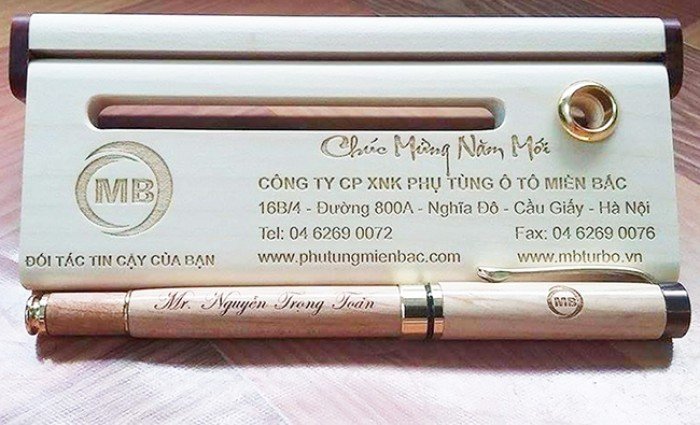 Chúc Mừng Năm Mới
MB
CÔNG TY CP XNK PHỤ TÙNG Ô TÔ MIỀN BẮC
16B/4 - Đường 800A - Nghĩa Đô - Cầu Giấy - Hà Nội
Tel: 04 6269 0072 Fax: 04 6269 0076
ĐỐI TÁC TIN CẬY CỦA BẠN
www.phutungmienbac.com www.mbturbo.vn
Mr. Nguyễn Trọng Toản
MB